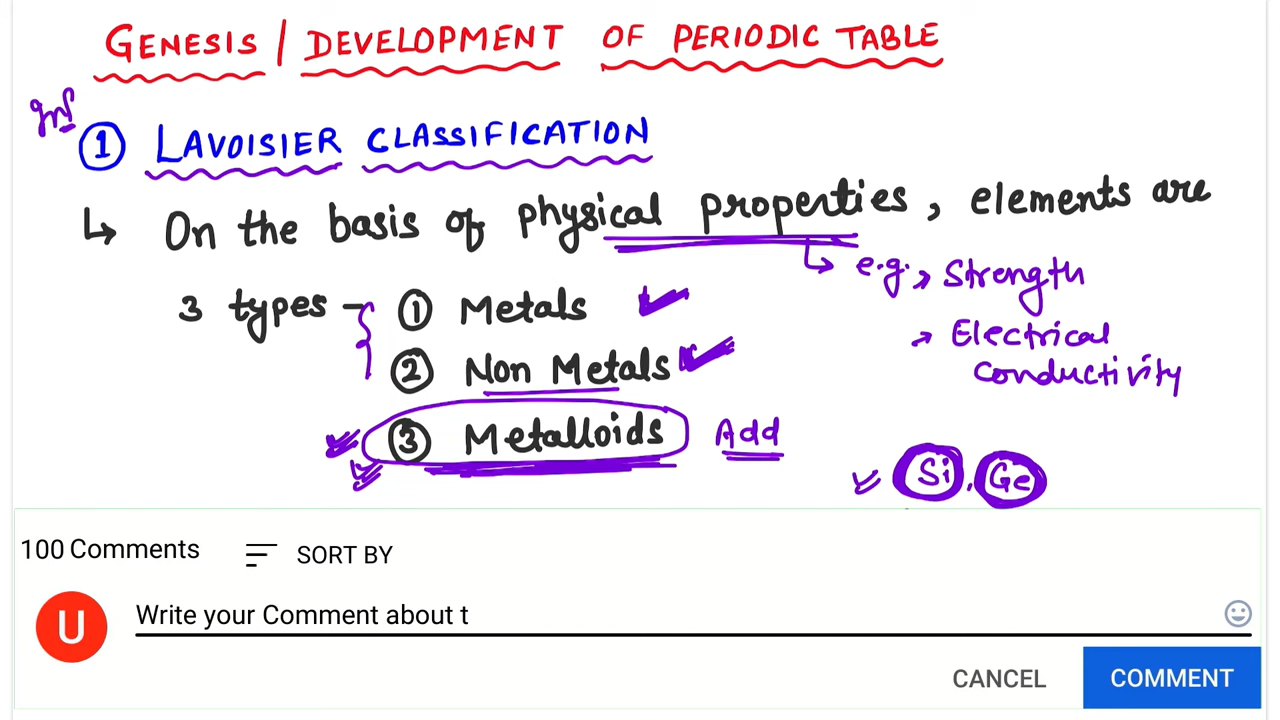 GENESIS / DEVELOPMENT OF PERIODIC TABLE
① LAVOISIER CLASSIFICATION
↳ On the basis of physical properties, elements are
↳ e.g. → Strength
3 types – ① Metals ✔
→ Electrical conductivity
② Non Metals ✔
③ Metalloids Add
Si, Ge
100 Comments SORT BY
U Write your Comment about t
CANCEL COMMENT